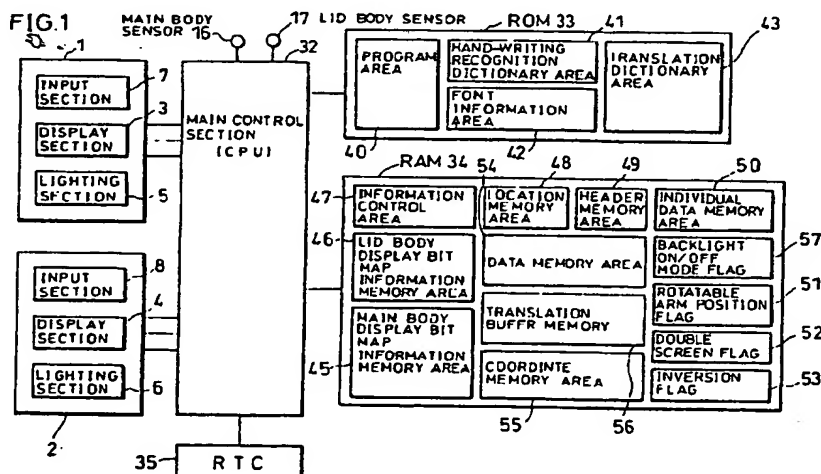 FIG.1
MAIN BODY
SENSOR 16
17 LID BODY SENSOR
32
ROM 33
41
43
1
INPUT
SECTION
7
DISPLAY
SECTION
3
LIGHTING
SECTION
5
MAIN CONTROL
SECTION
(CPU)
PROGRAM
AREA
40
HAND-WRITING
RECOGNITION
DICTIONARY AREA
FONT
INFORMATION
AREA
42
TRANSLATION
DICTIONARY
AREA
INPUT
SECTION
8
DISPLAY
SECTION
4
LIGHTING
SECTION
6
2
35
RTC
RAM 34
54
48
49
50
47
INFORMATION
CONTROL
AREA
LOCATION
MEMORY
AREA
HEADER
MEMORY
AREA
INDIVIDUAL
DATA MEMORY
AREA
46
LID BODY
DISPLAY BIT
MAP
INFORMATION
MEMORY AREA
DATA MEMORY AREA
BACKLIGHT
ON/OFF
MODE FLAG
57
ROTATABLE
ARM POSITION
FLAG
51
45
MAIN BODY
DISPLAY BIT
MAP
INFORMATION
MEMORY AREA
TRANSLATION
BUFFR MEMORY
DOUBLE
SCREEN FLAG
52
COORDINTE
MEMORY AREA
INVERSION
FLAG
53
55
56